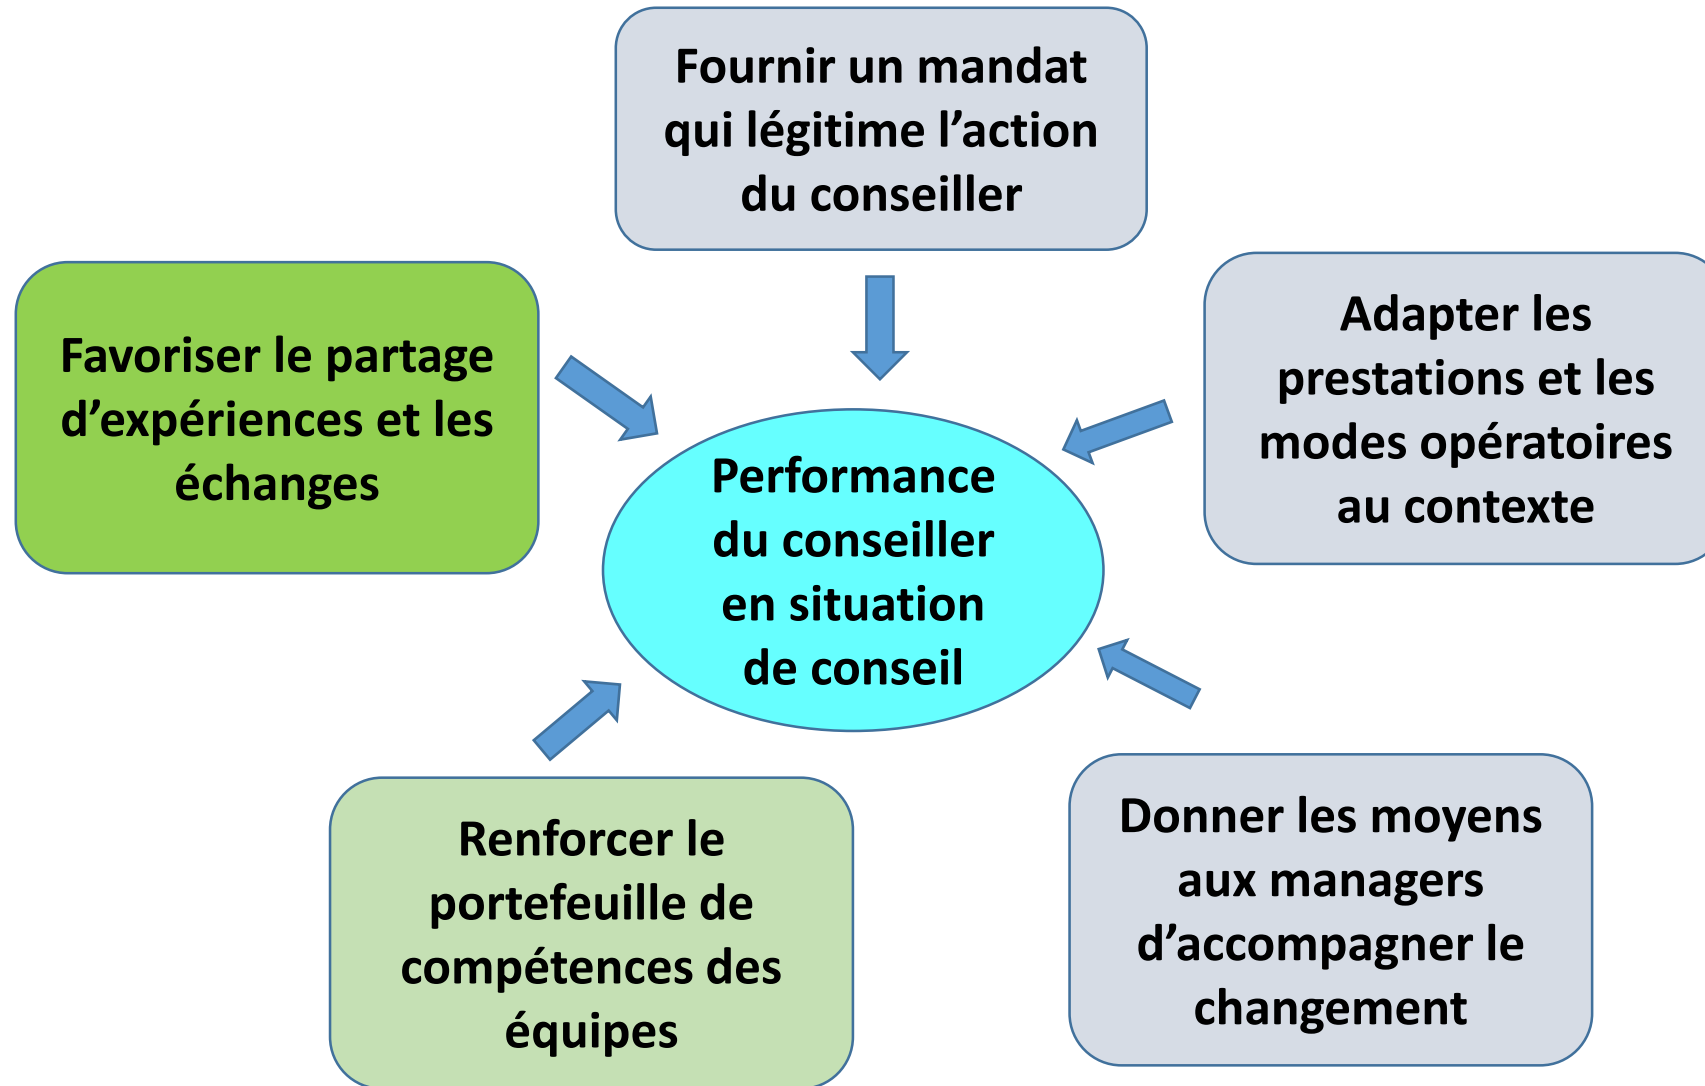 Fournir un mandat
qui légitime l’action
du conseiller
Favoriser le partage
d’expériences et les
échanges
Adapter les
prestations et les
modes opératoires
au contexte
Performance
du conseiller
en situation
de conseil
Renforcer le
portefeuille de
compétences des
équipes
Donner les moyens
aux managers
d’accompagner le
changement